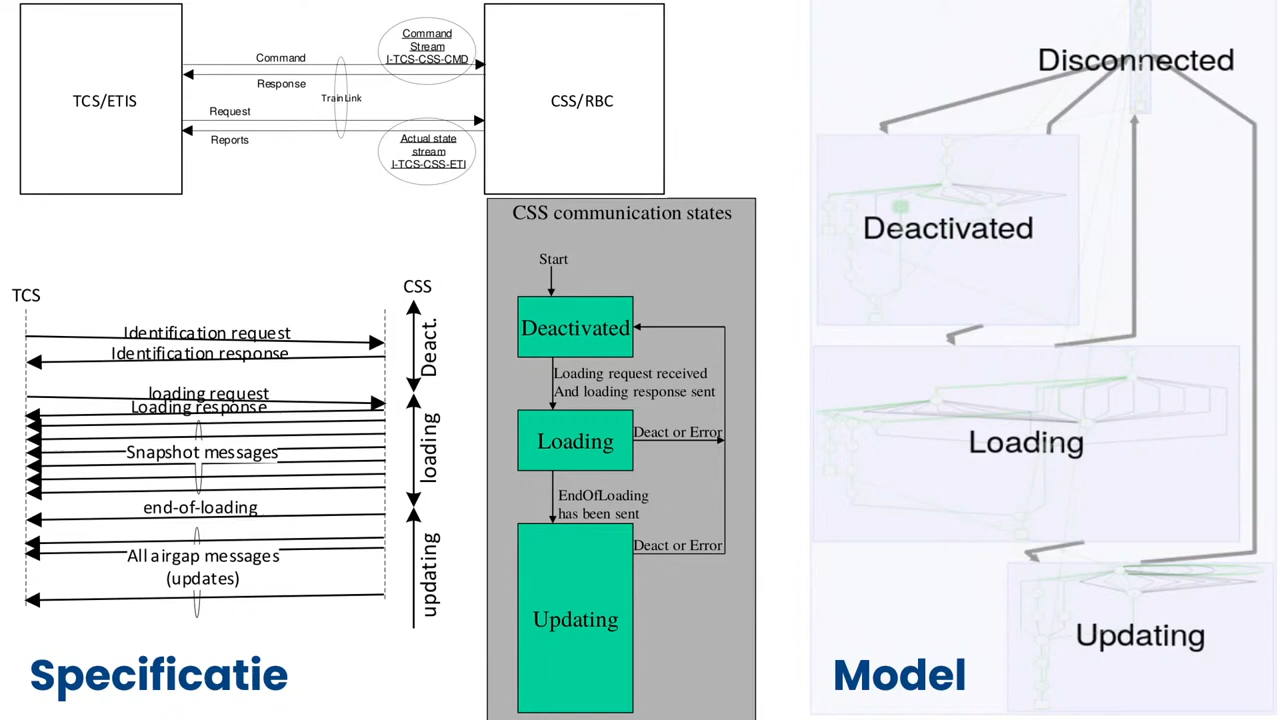 TCS/ETIS
Command
Response
Request
Reports
TrainLink
Command
Stream
I-TCS-CSS-CMD
Actual state
stream
I-TCS-CSS-ETI
CSS/RBC
TCS
CSS
Identification request
Identification response
loading request
Loading response
Snapshot messages
end-of-loading
All airgap messages
(updates)
Deact.
loading
updating
CSS communication states
Start
Deactivated
Loading request received
And loading response sent
Loading
Deact or Error
EndOfLoading
has been sent
Deact or Error
Updating
Specificatie
Disconnected
Deactivated
Loading
Updating
Model